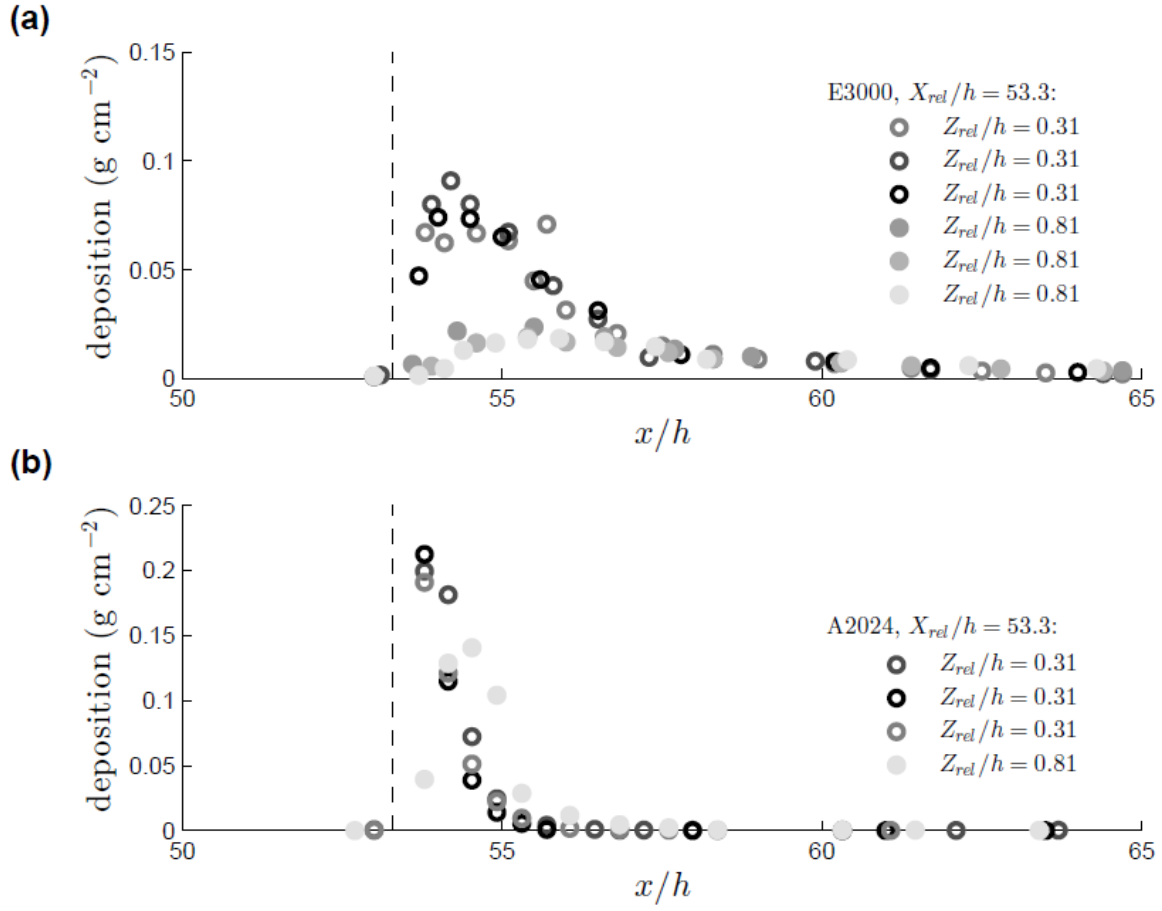 (a)
0.15
0.1
0.05
0
deposition (g cm⁻²)
E3000, X_rel/h = 53.3:
Z_rel/h = 0.31
Z_rel/h = 0.31
Z_rel/h = 0.31
Z_rel/h = 0.81
Z_rel/h = 0.81
Z_rel/h = 0.81
50 55 60 65
x/h
(b)
0.25
0.2
0.15
0.1
0.05
0
deposition (g cm⁻²)
A2024, X_rel/h = 53.3:
Z_rel/h = 0.31
Z_rel/h = 0.31
Z_rel/h = 0.31
Z_rel/h = 0.81
50 55 60 65
x/h